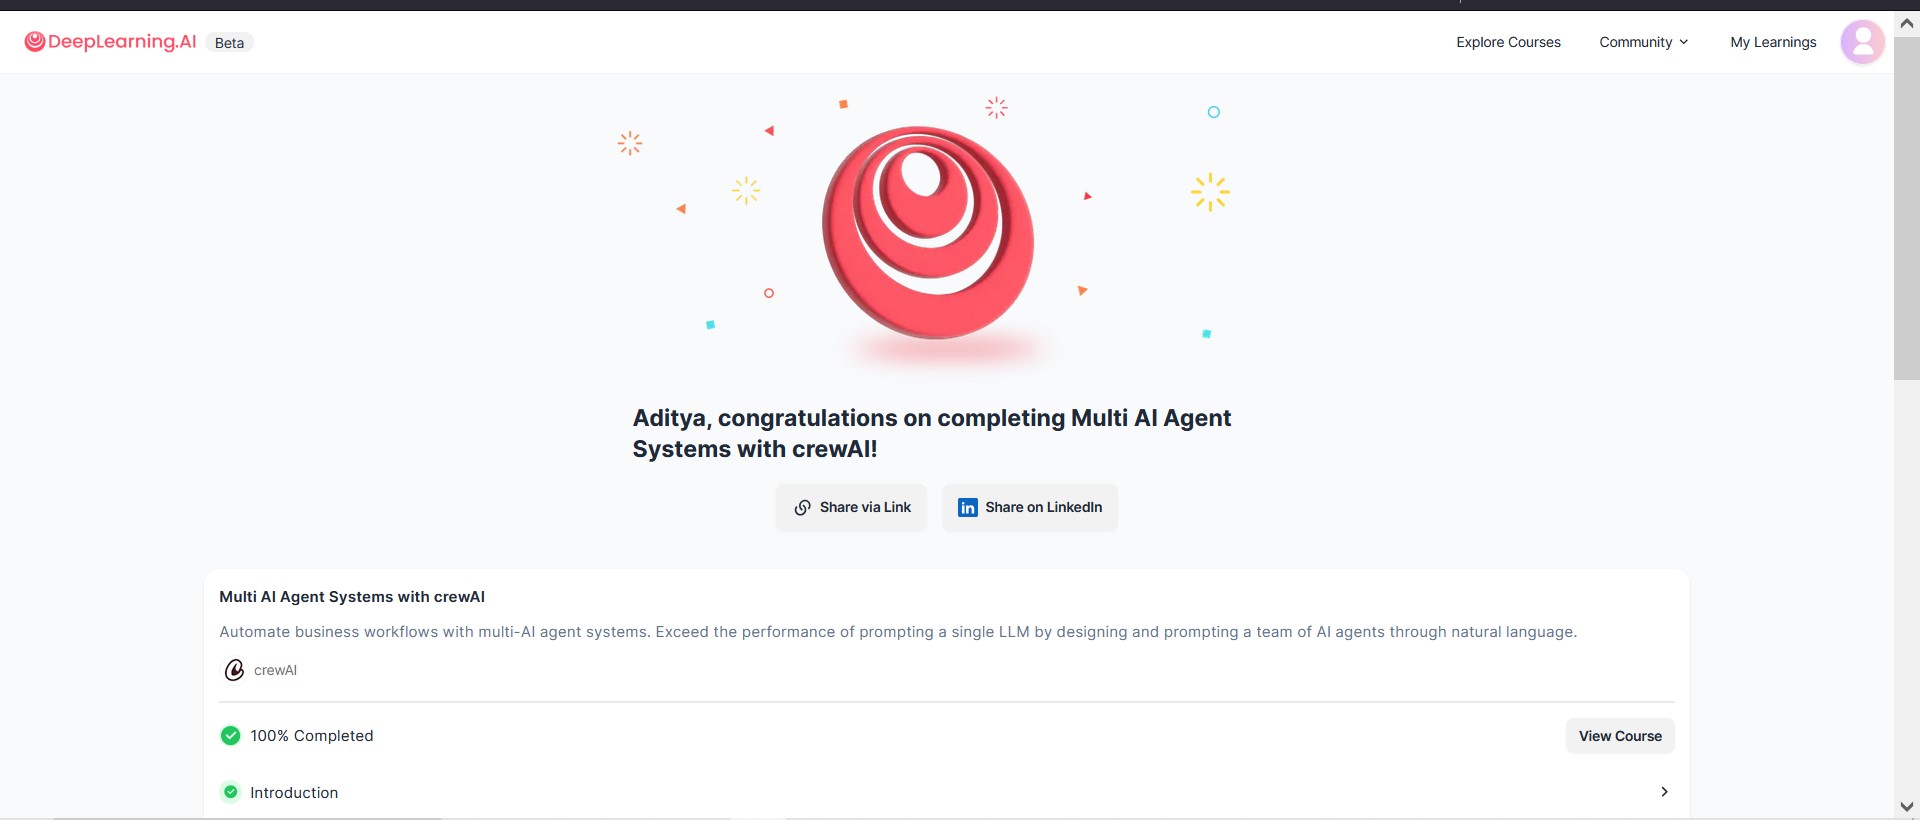 DeepLearning.AI Beta Explore Courses Community My Learnings
Aditya, congratulations on completing Multi AI Agent
Systems with crewAI!
Share via Link Share on LinkedIn
Multi AI Agent Systems with crewAI
Automate business workflows with multi-AI agent systems. Exceed the performance of prompting a single LLM by designing and prompting a team of AI agents through natural language.
crewAI
100% Completed View Course
Introduction